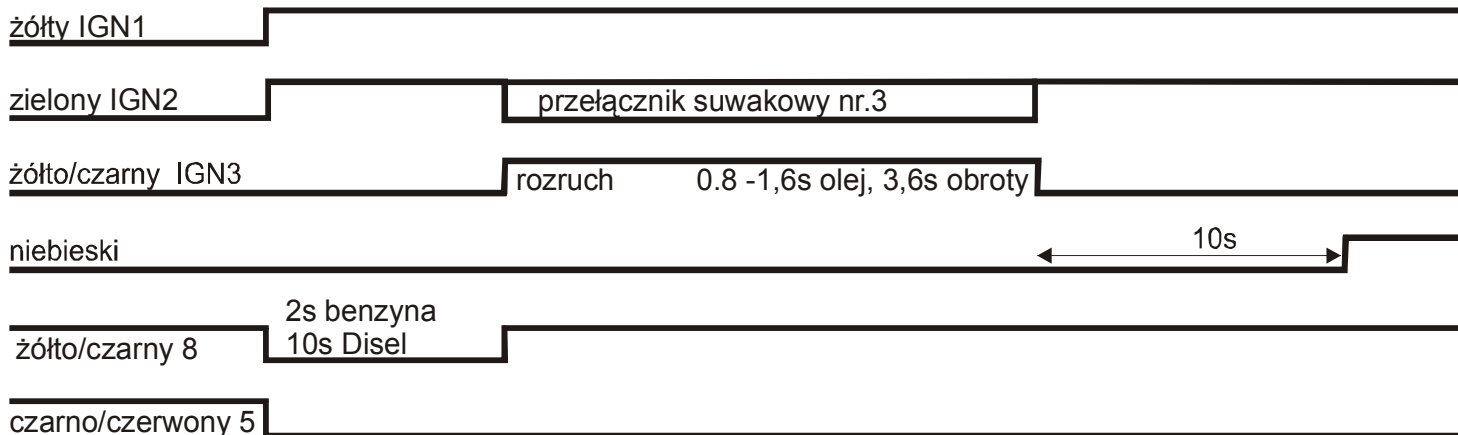 żółty IGN1
zielony IGN2
przełącznik suwakowy nr.3
żółto/czarny IGN3
rozruch 0.8 -1,6s olej, 3,6s obroty
niebieski
10s
2s benzyna
10s Disel
żółto/czarny 8
czarno/czerwony 5